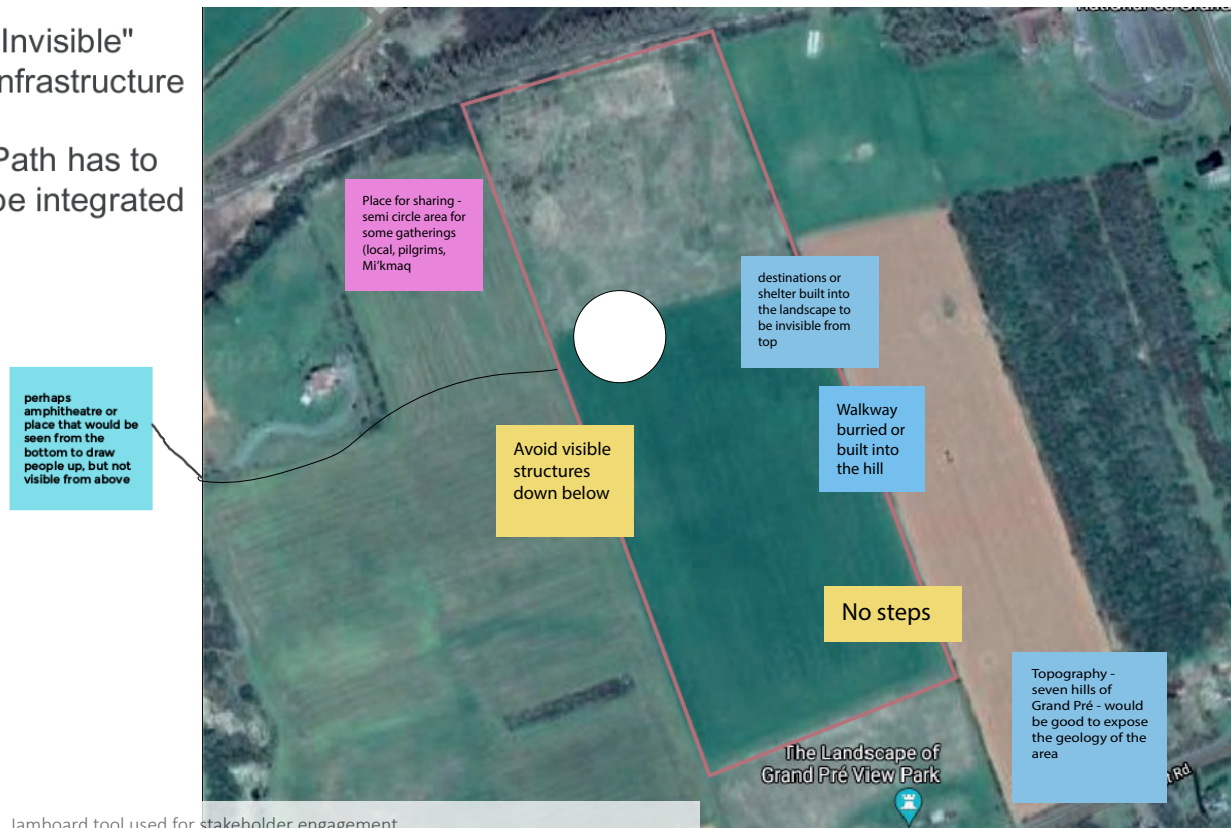 Invisible"
nfrastructure
Path has to
be integrated
Place for sharing -
semi circle area for
some gatherings
(local, pilgrims,
Mi'kmaq
destinations or
shelter built into
the landscape to
be invisible from
top
perhaps
amphitheatre or
place that would be
seen from the
bottom to draw
people up, but not
visible from above
Walkway
burried or
built into
the hill
Avoid visible
structures
down below
No steps
Topography -
seven hills of
Grand Pré - would
be good to expose
the geology of the
area
The Landscape of
Grand Pré View Park
Rd
Jamboard tool used for stakeholder engagement